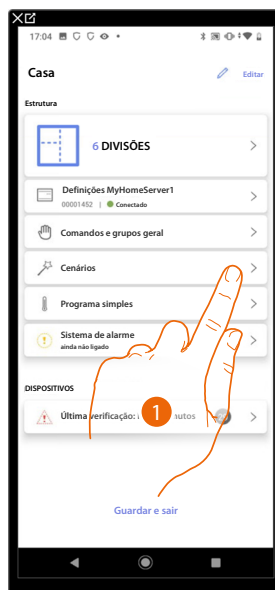 17:04
Casa
Editar
Estrutura
6 DIVISÕES
Definições MyHomeServer1
00001452 | Conectado
Comandos e grupos geral
Cenários
Programa simples
Sistema de alarme
ainda não ligado
DISPOSITIVOS
Última verificação:
1
Guardar e sair